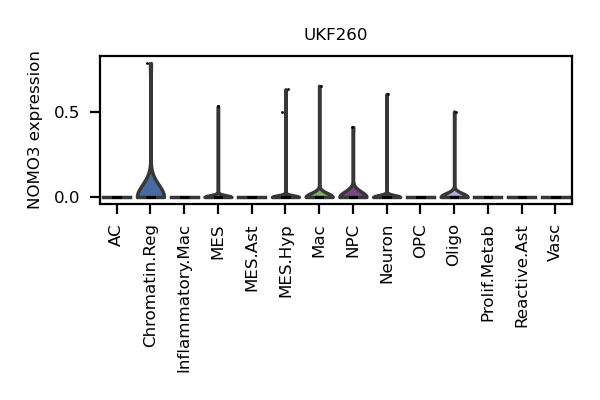 UKF260
NOMO3 expression
0.5
0.0
AC
Chromatin.Reg
Inflammatory.Mac
MES
MES.Ast
MES.Hyp
Mac
NPC
Neuron
OPC
Oligo
Prolif.Metab
Reactive.Ast
Vasc